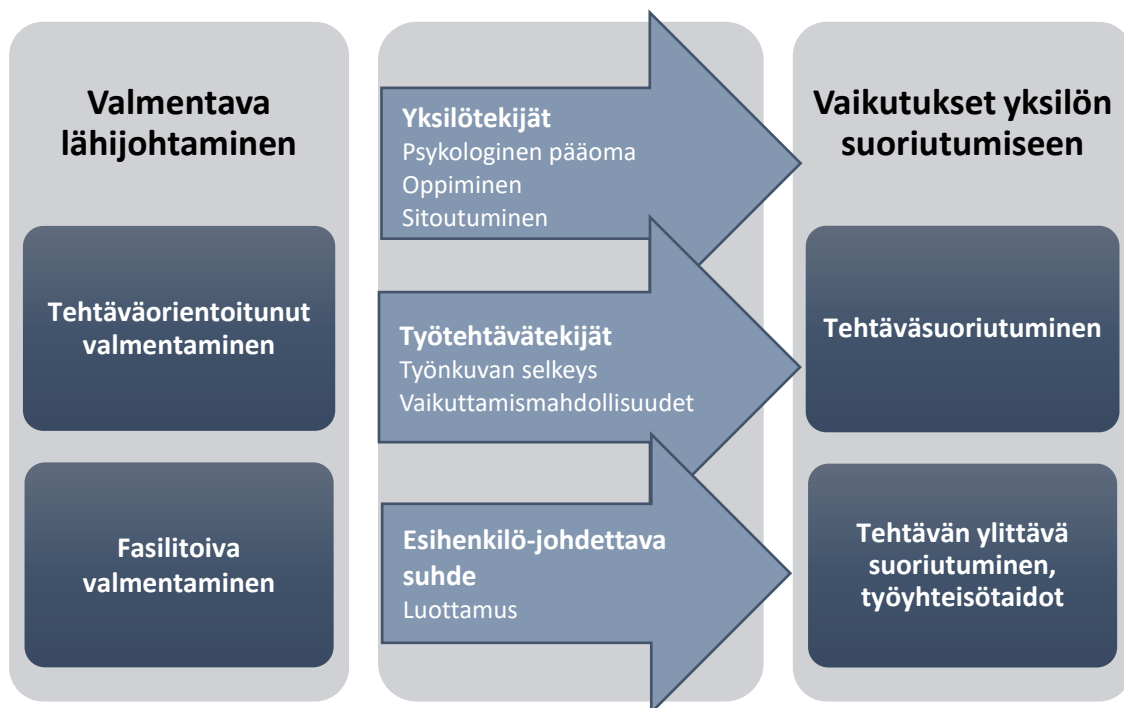 Valmentava
lähijohtaminen
Tehtäväorientoitunut
valmentaminen
Fasilitoiva
valmentaminen
Yksilötekijät
Psykologinen pääoma
Oppiminen
Sitoutuminen
Työtehtävätekijät
Työnkuvan selkeys
Vaikuttamismahdollisuudet
Esihenkilö-johdettava
suhde
Luottamus
Vaikutukset yksilön
suoriutumiseen
Tehtäväsuoriutuminen
Tehtävän ylittävä
suoriutuminen,
työyhteisötaidot